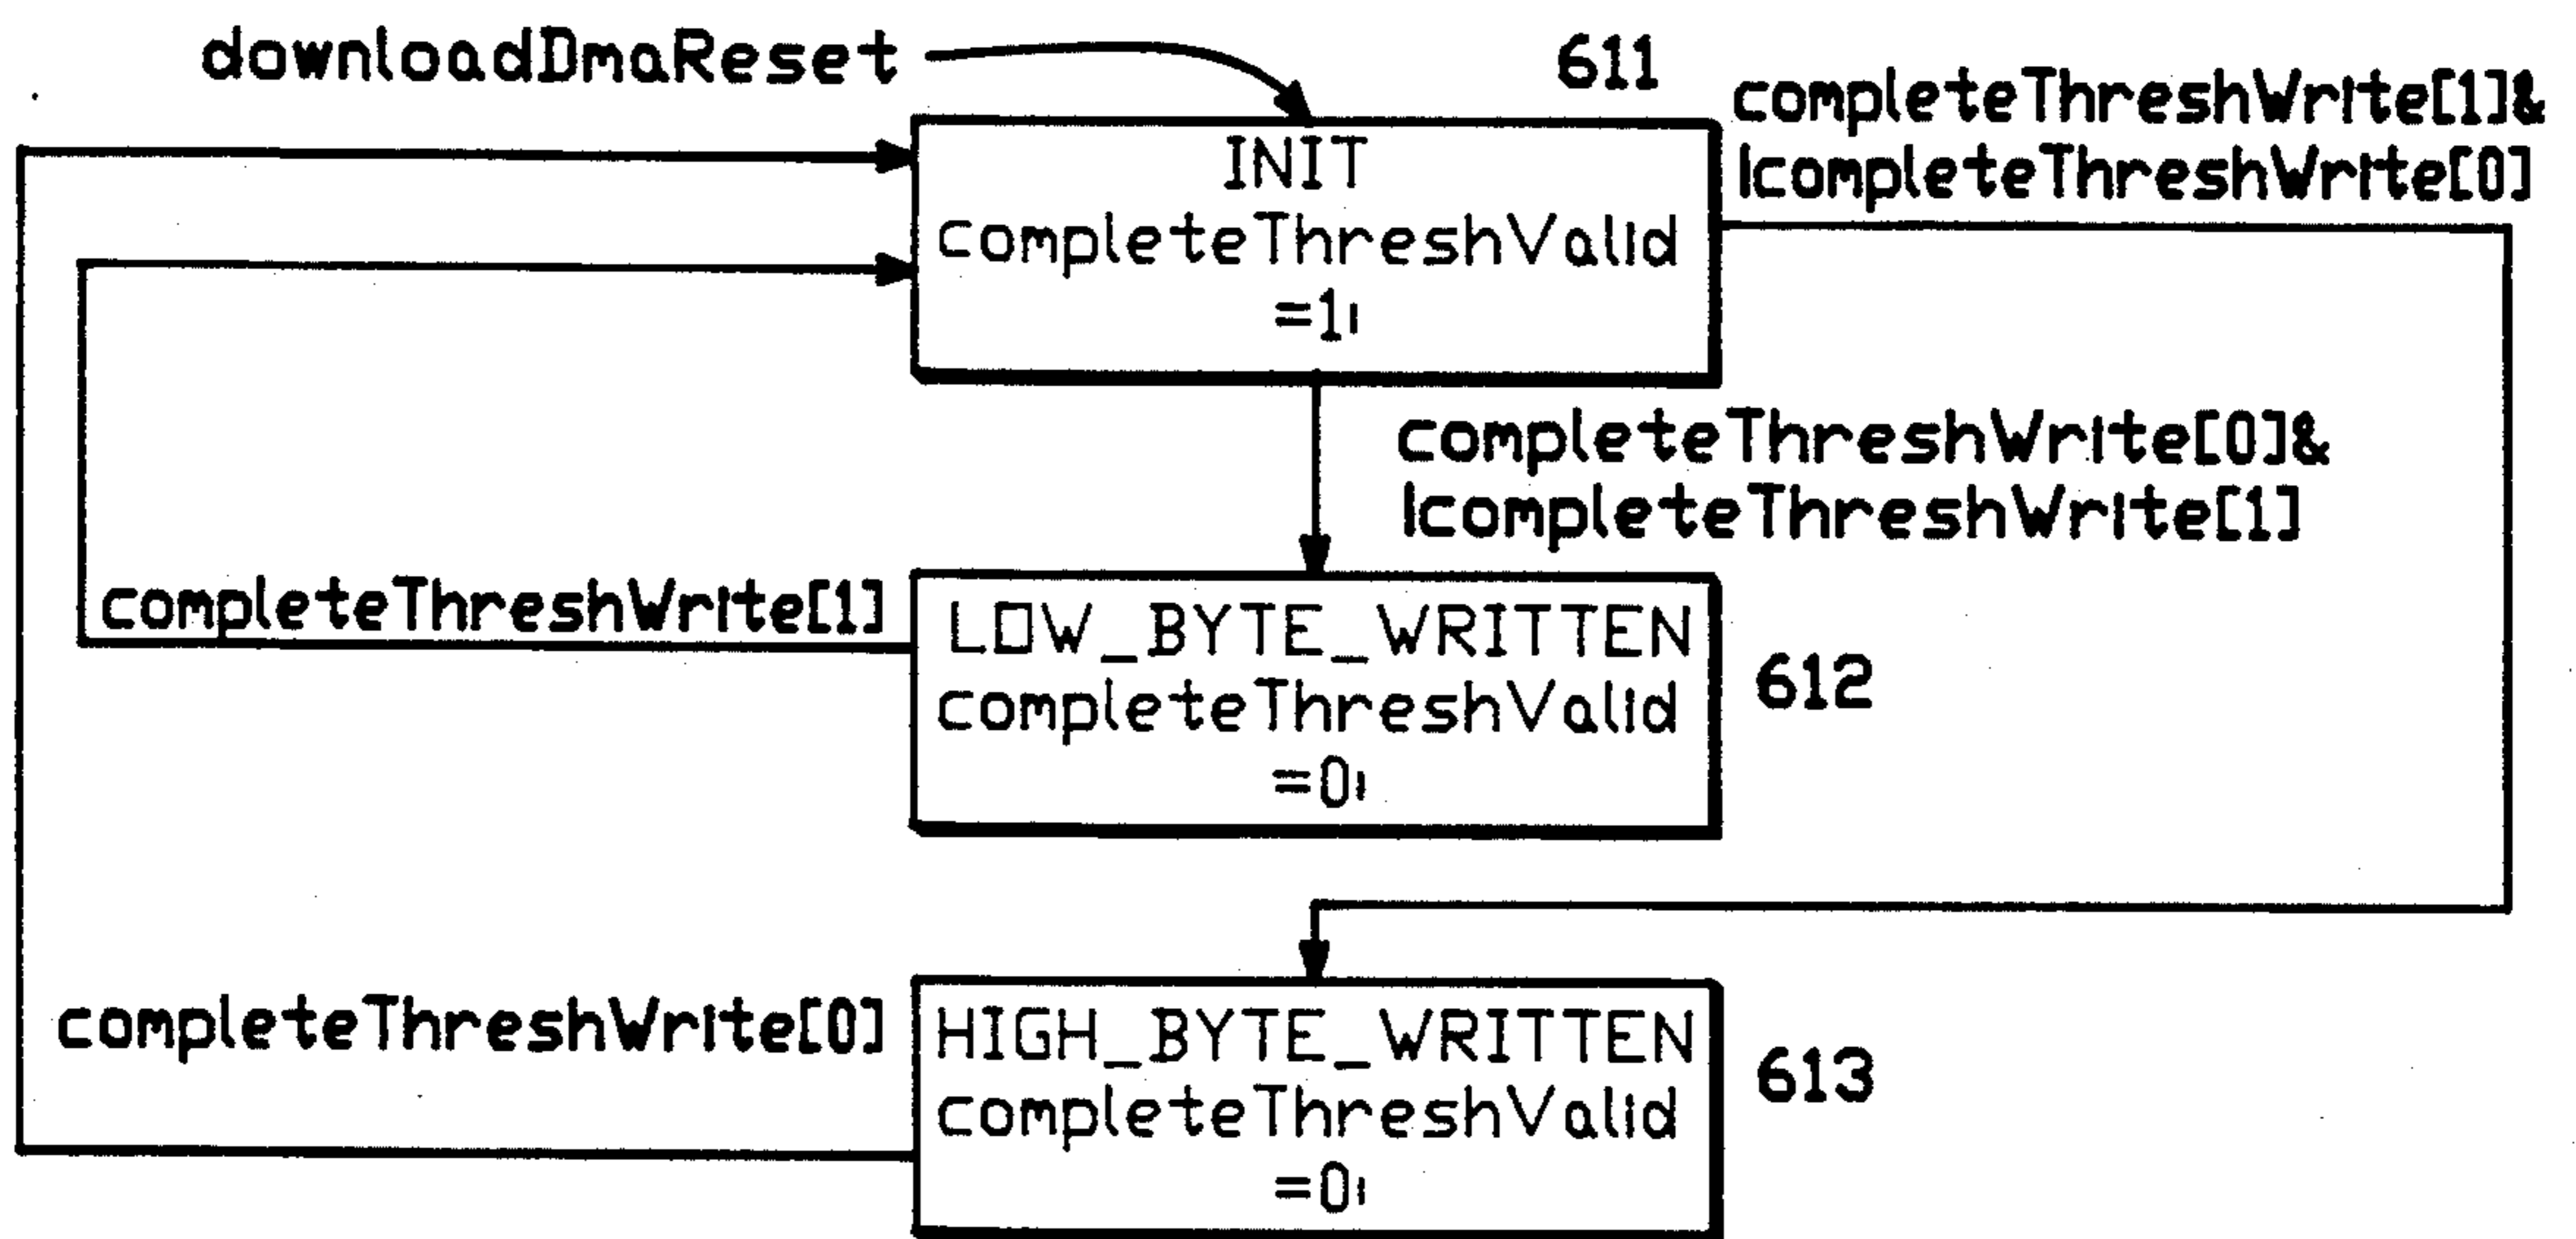 downloadDmaReset
611
completeThreshWrite[1]&
!completeThreshWrite[0]
INIT
completeThreshValid
=1;
completeThreshWrite[0]&
!completeThreshWrite[1]
completeThreshWrite[1]
LOW_BYTE_WRITTEN
completeThreshValid
=0;
612
completeThreshWrite[0]
HIGH_BYTE_WRITTEN
completeThreshValid
=0;
613